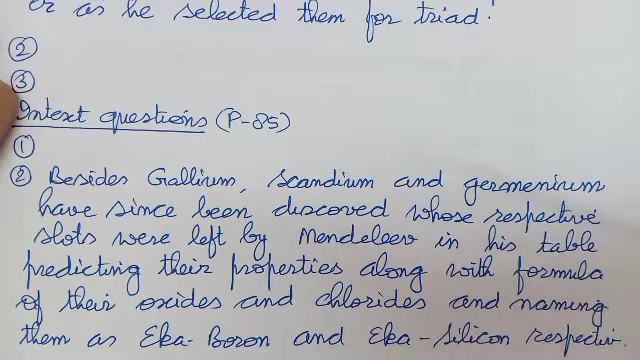 or as he selected them for triad!
②
③
Intext questions (P-85)
①
② Besides Gallium, scandium and germenium
have since been discoved whose respective
slots were left by Mendeleev in his table
predicting their properties along with formula
of their oxides and chlorides and naming
them as Eka-Boron and Eka-Silicon respectiv.